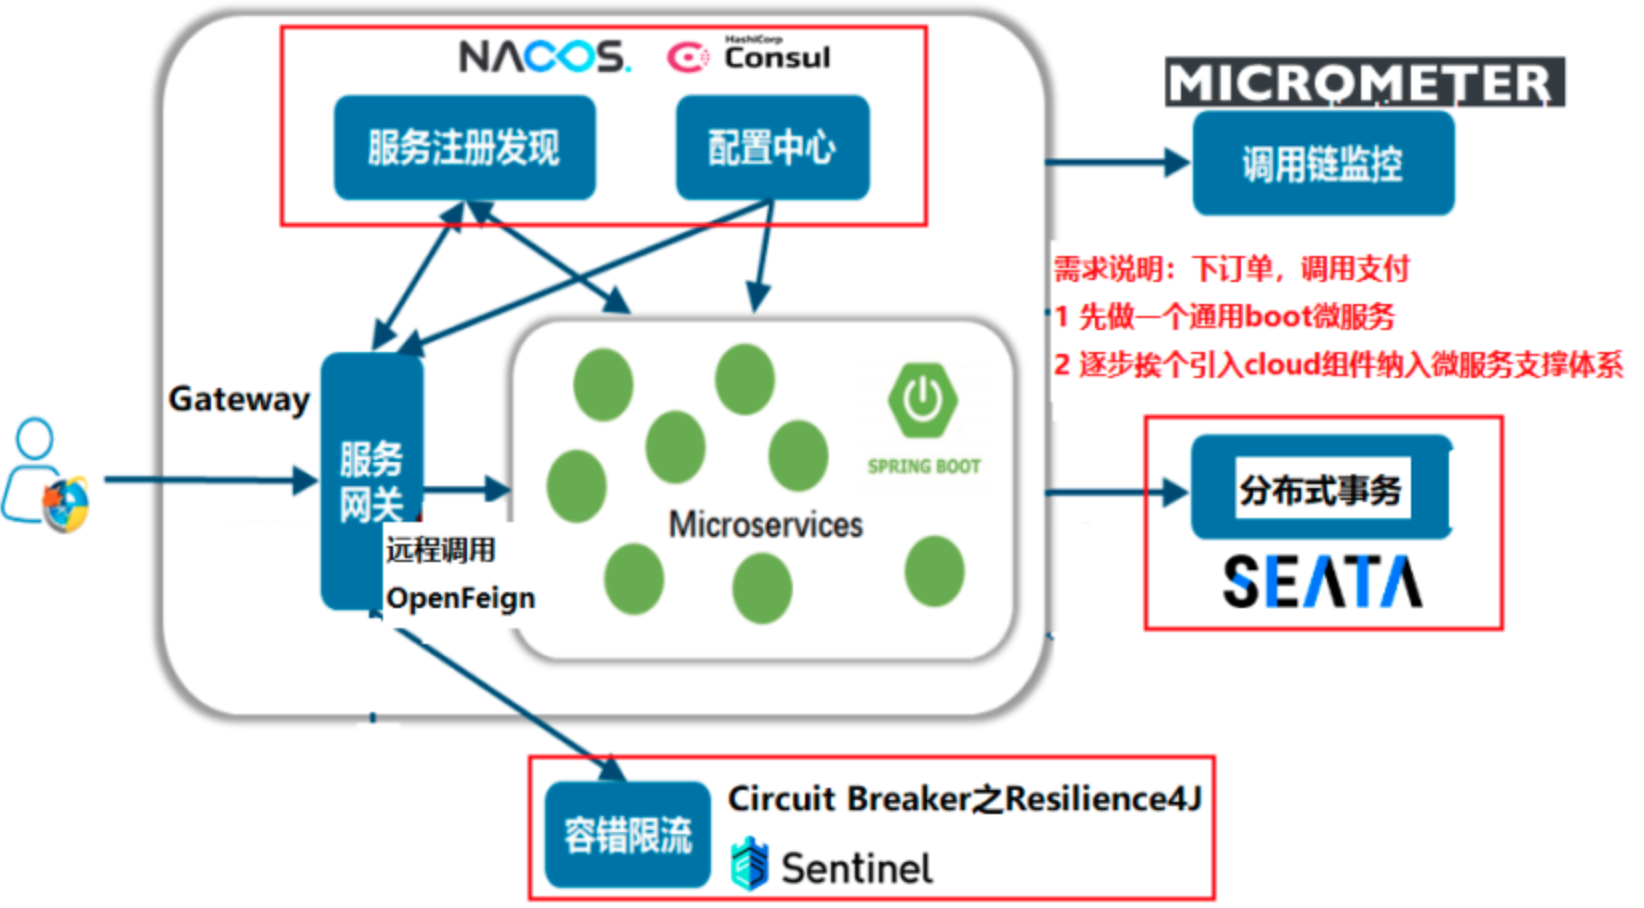 NACOS.
HashiCorp
Consul
服务注册发现
配置中心
MICROMETER
调用链监控
需求说明：下订单，调用支付
1 先做一个通用boot微服务
2 逐步挨个引入cloud组件纳入微服务支撑体系
Gateway
服务
网关
远程调用
OpenFeign
SPRING BOOT
Microservices
分布式事务
SEATA
容错限流
Circuit Breaker之Resilience4J
Sentinel